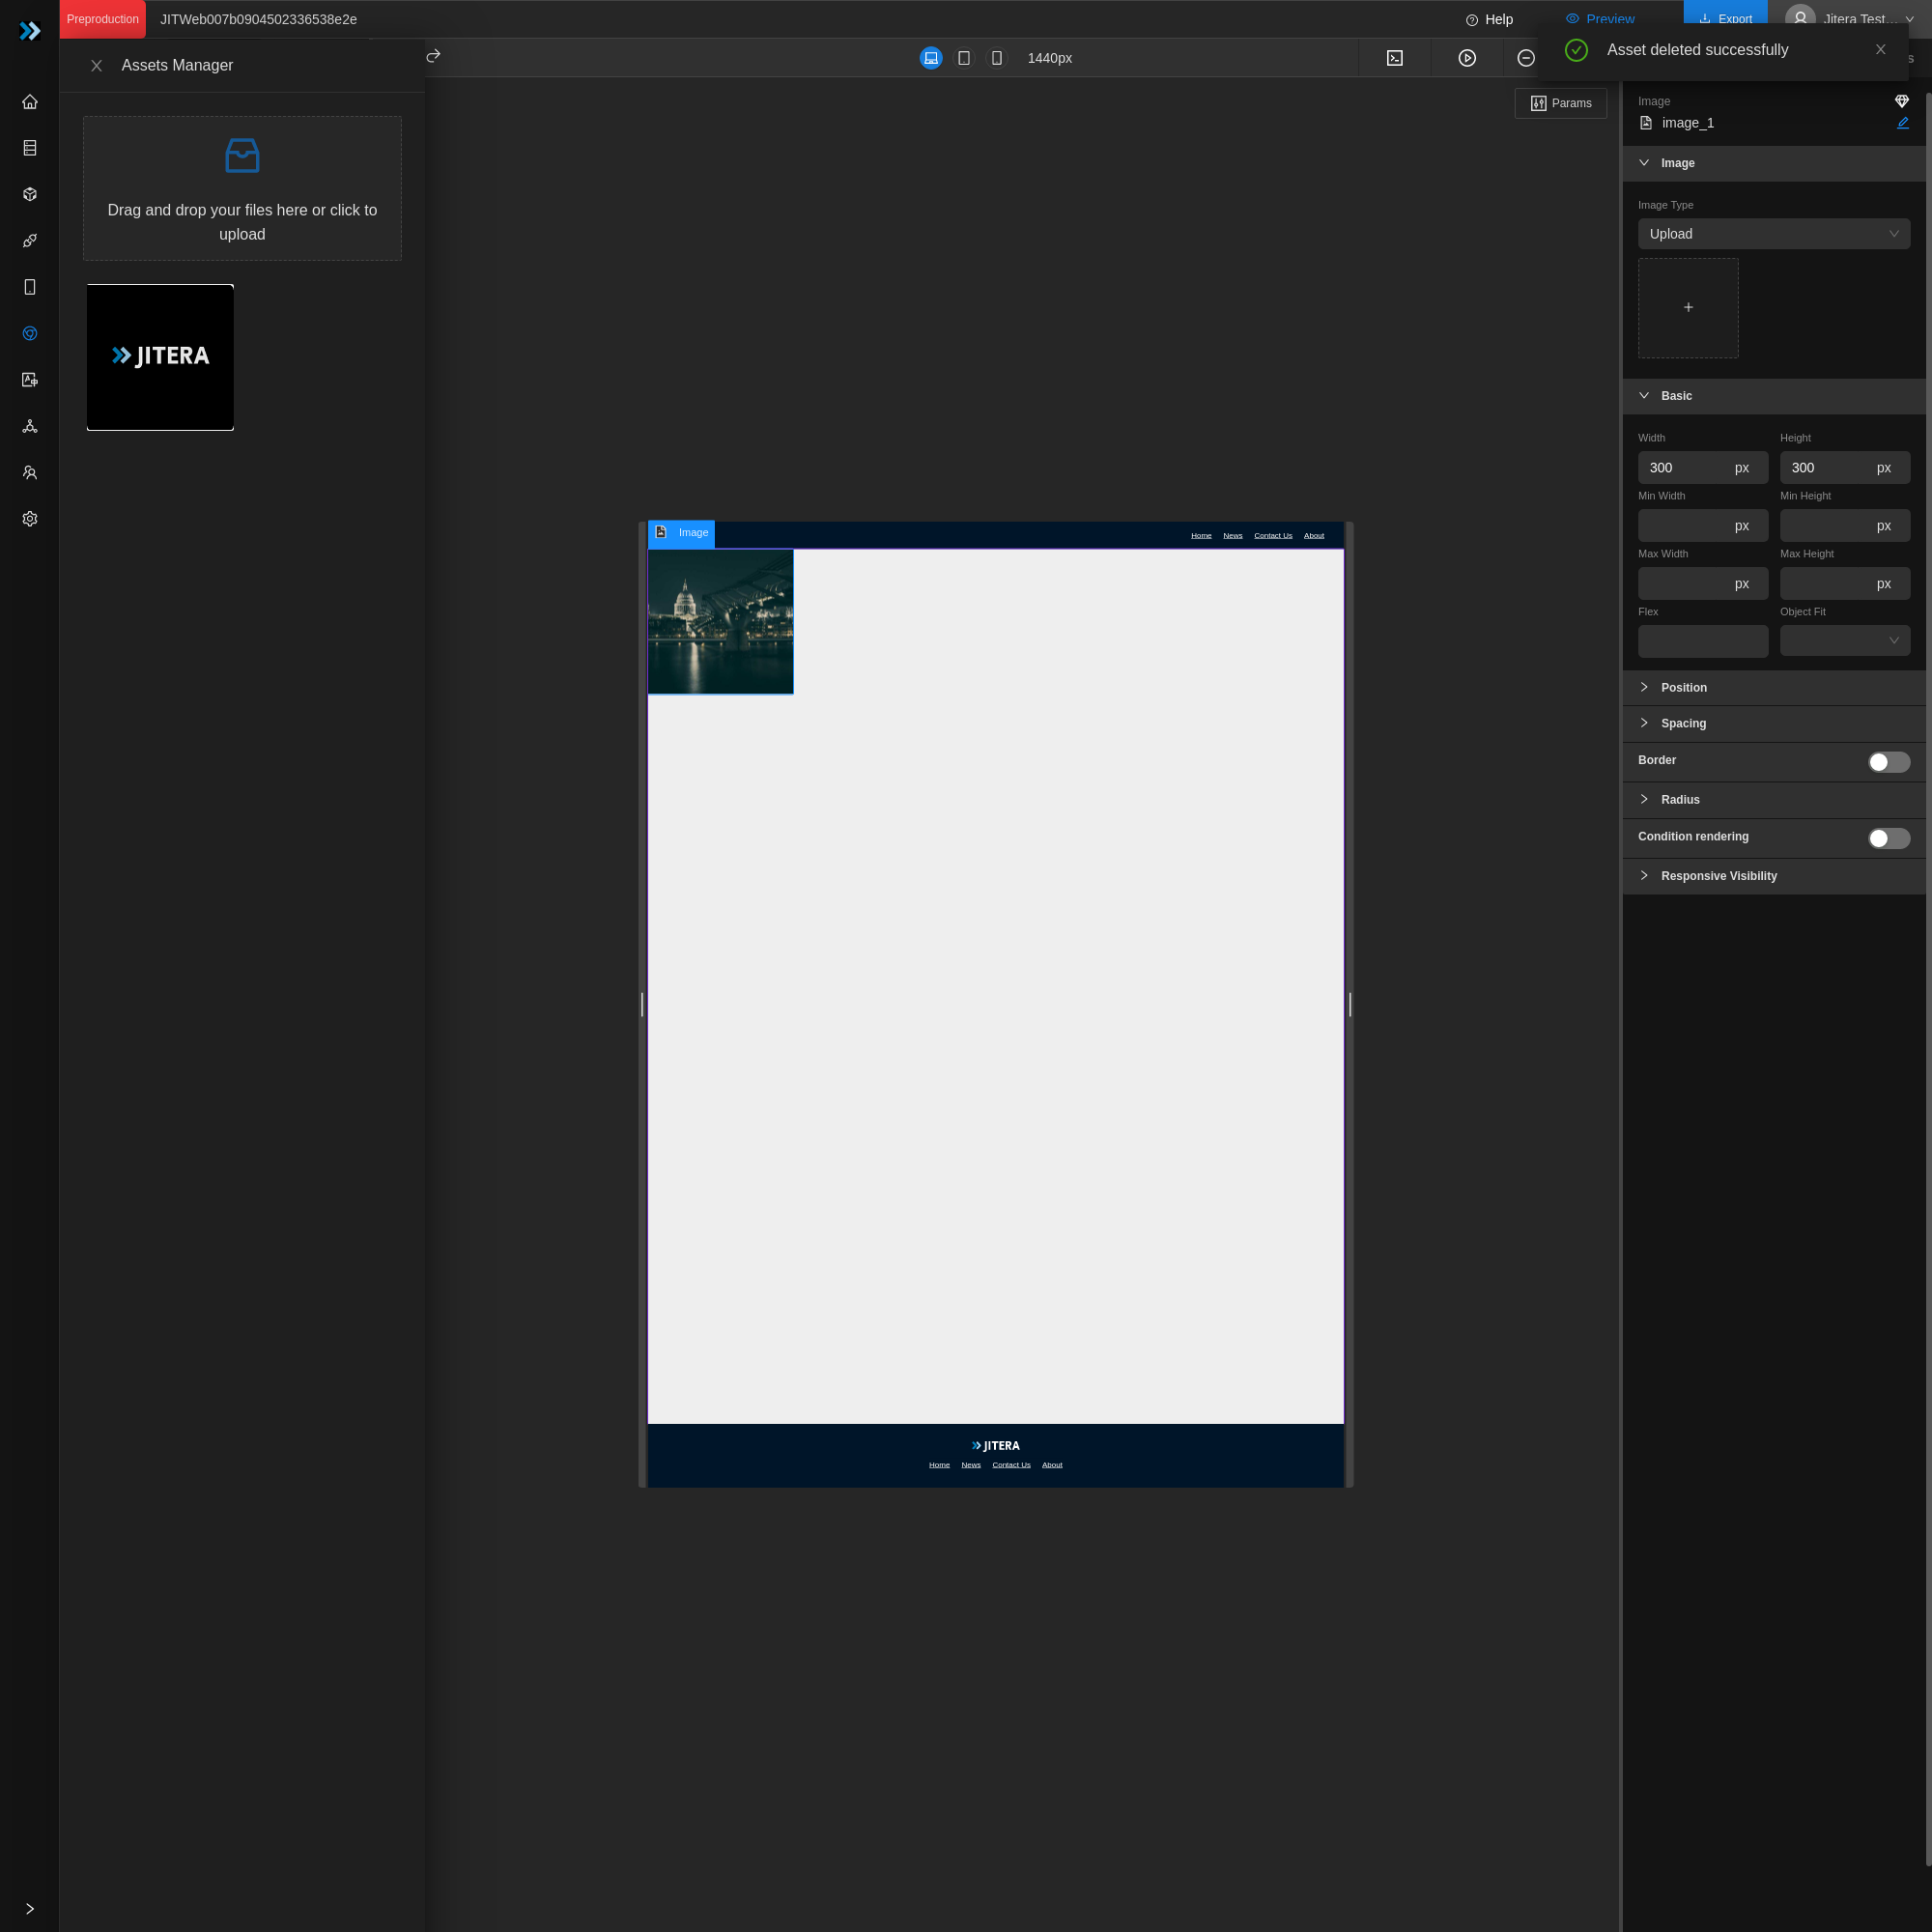 Preproduction
JITWeb007b0904502336538e2e
Help
Preview
Export
Jitera Test...
Assets Manager
1440px
Asset deleted successfully
Params
Drag and drop your files here or click to
upload
JITERA
Image
Home News Contact Us About
JITERA
Home News Contact Us About
Image
image_1
Image
Image Type
Upload
Basic
Width Height
300 px 300 px
Min Width Min Height
px px
Max Width Max Height
px px
Flex Object Fit
Position
Spacing
Border
Radius
Condition rendering
Responsive Visibility